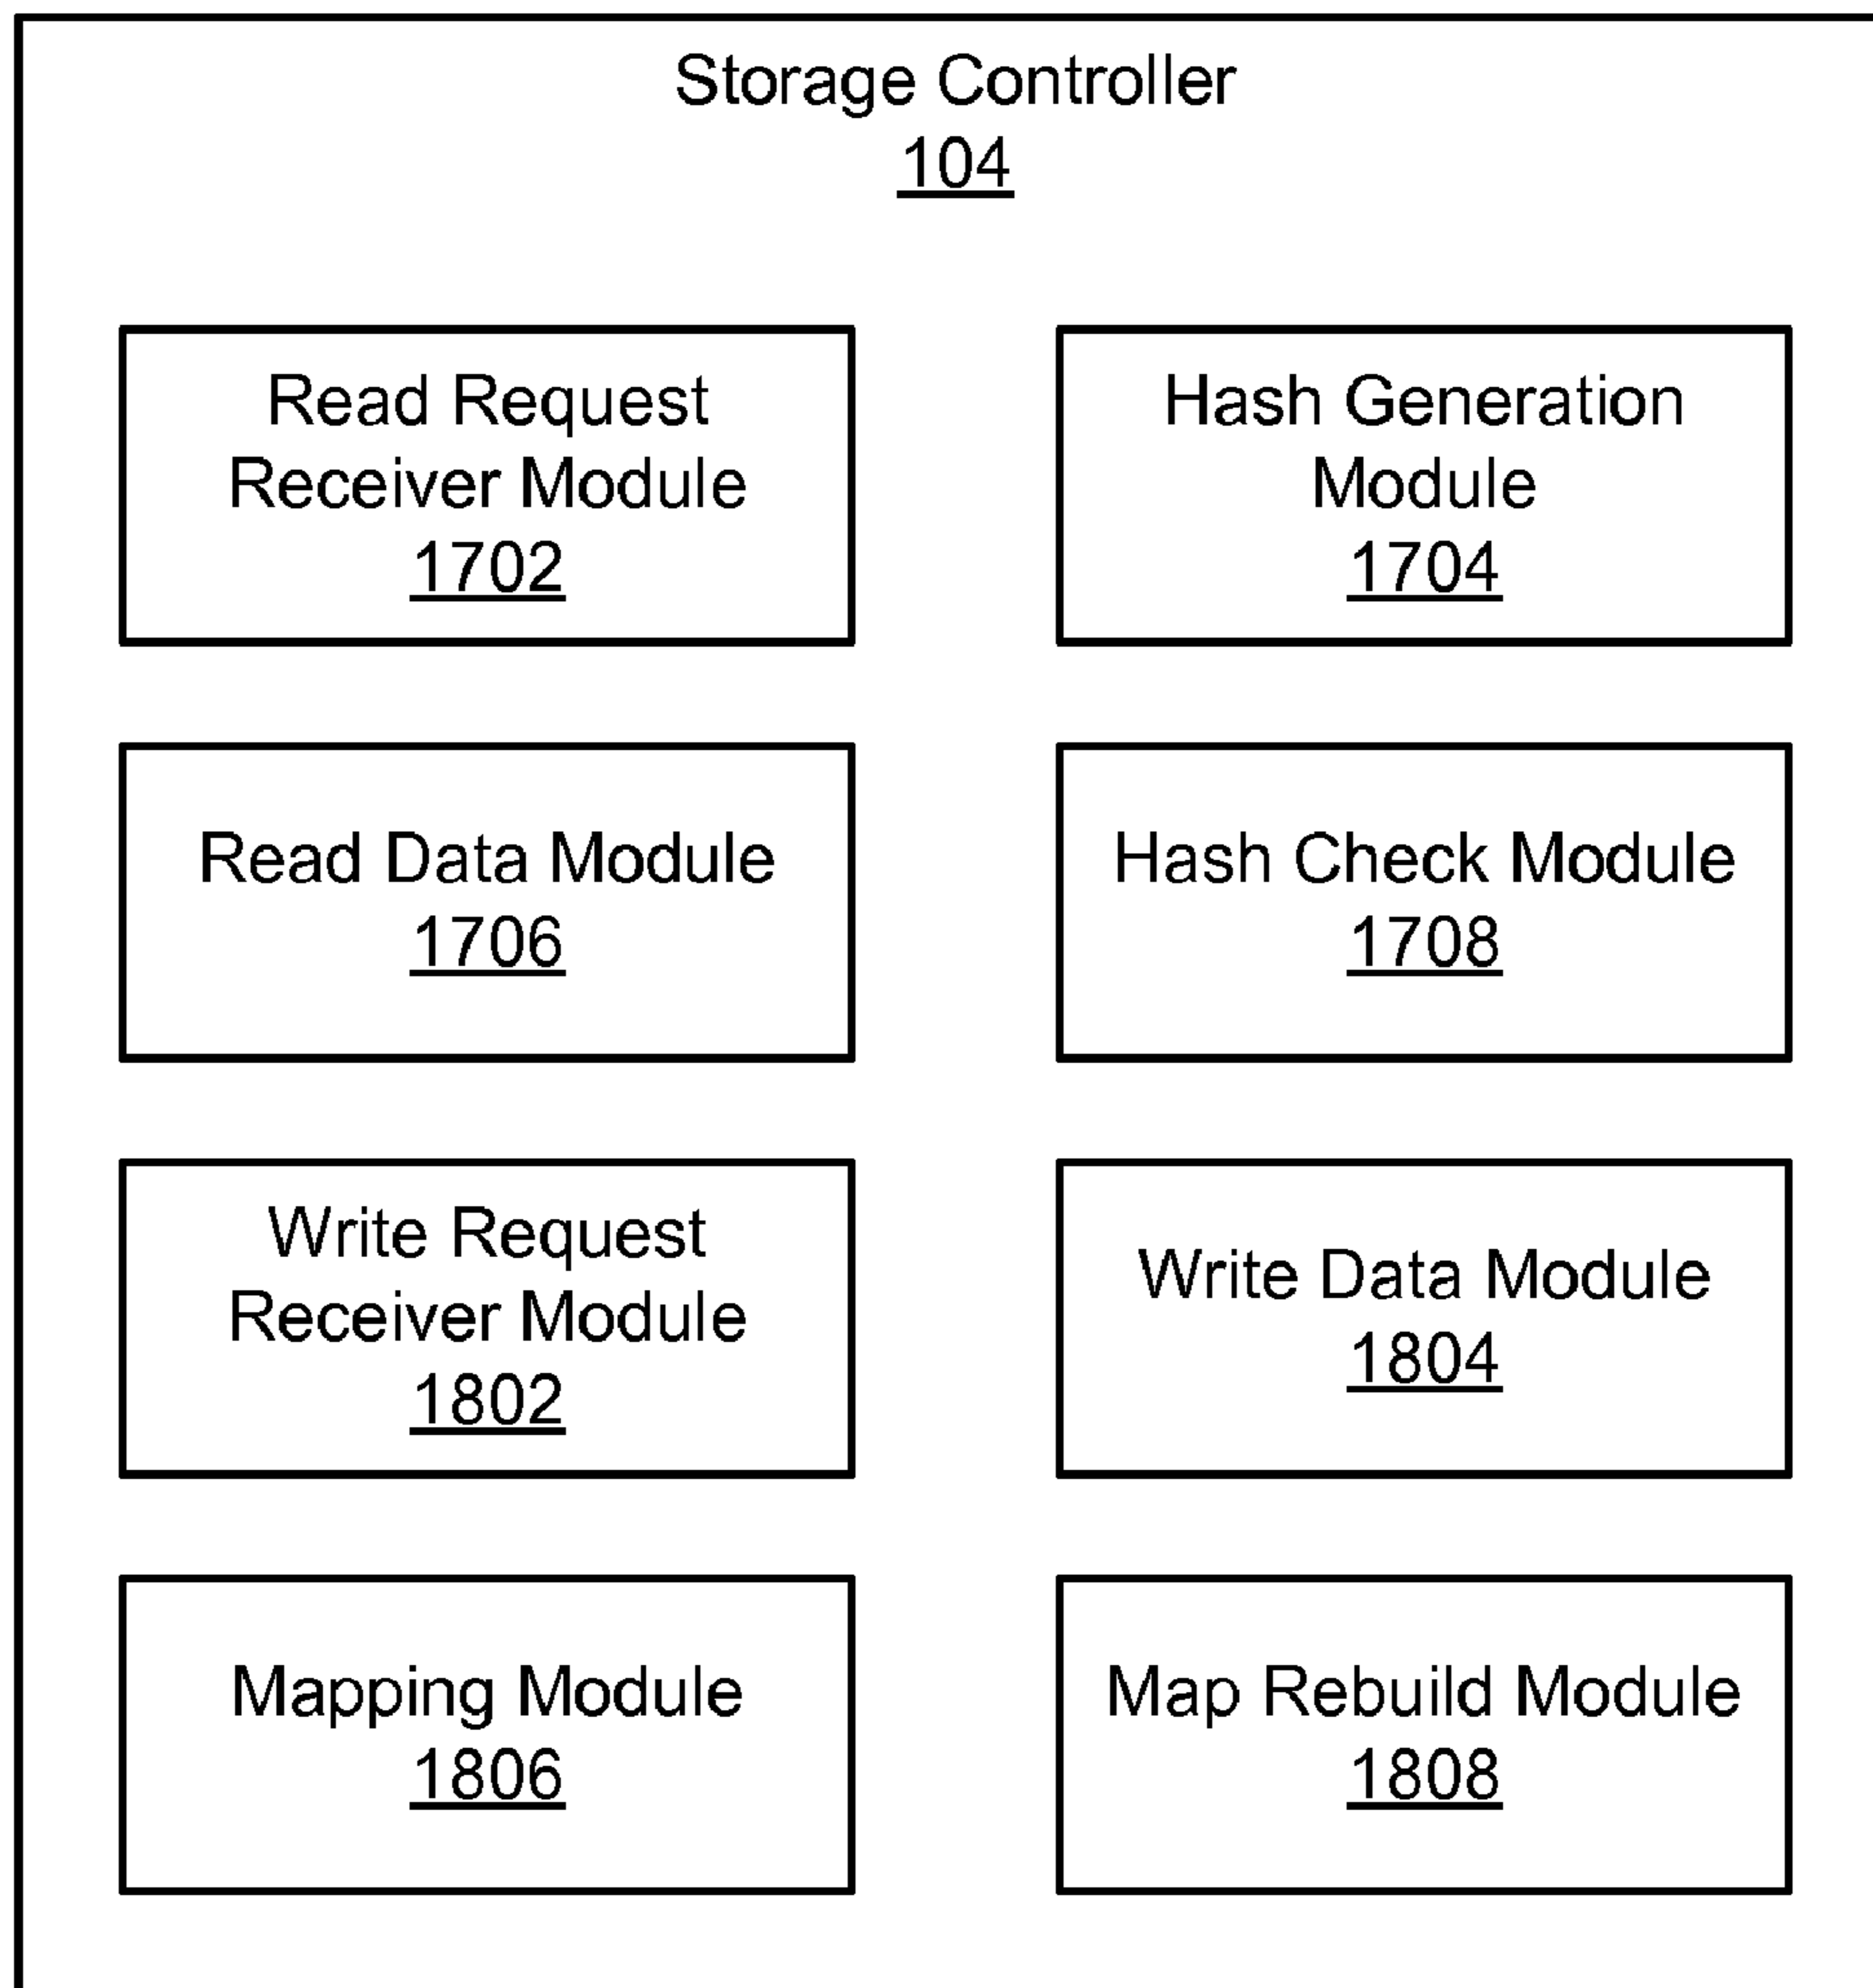 Storage Controller
104
Read Request
Receiver Module
1702
Hash Generation
Module
1704
Read Data Module
1706
Hash Check Module
1708
Write Request
Receiver Module
1802
Write Data Module
1804
Mapping Module
1806
Map Rebuild Module
1808